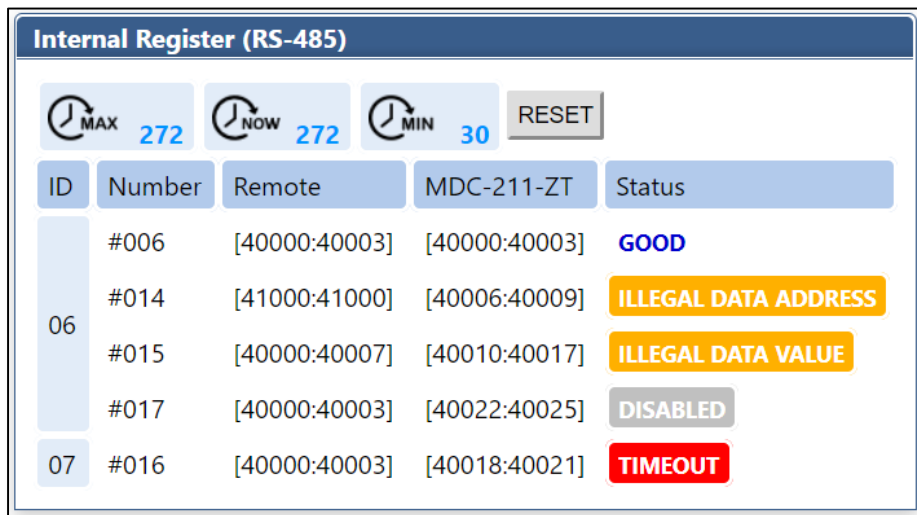 Internal Register (RS-485)
MAX 272 NOW 272 MIN 30 RESET
ID Number Remote MDC-211-ZT Status
#006 [40000:40003] [40000:40003] GOOD
#014 [41000:41000] [40006:40009] ILLEGAL DATA ADDRESS
06
#015 [40000:40007] [40010:40017] ILLEGAL DATA VALUE
#017 [40000:40003] [40022:40025] DISABLED
07 #016 [40000:40003] [40018:40021] TIMEOUT